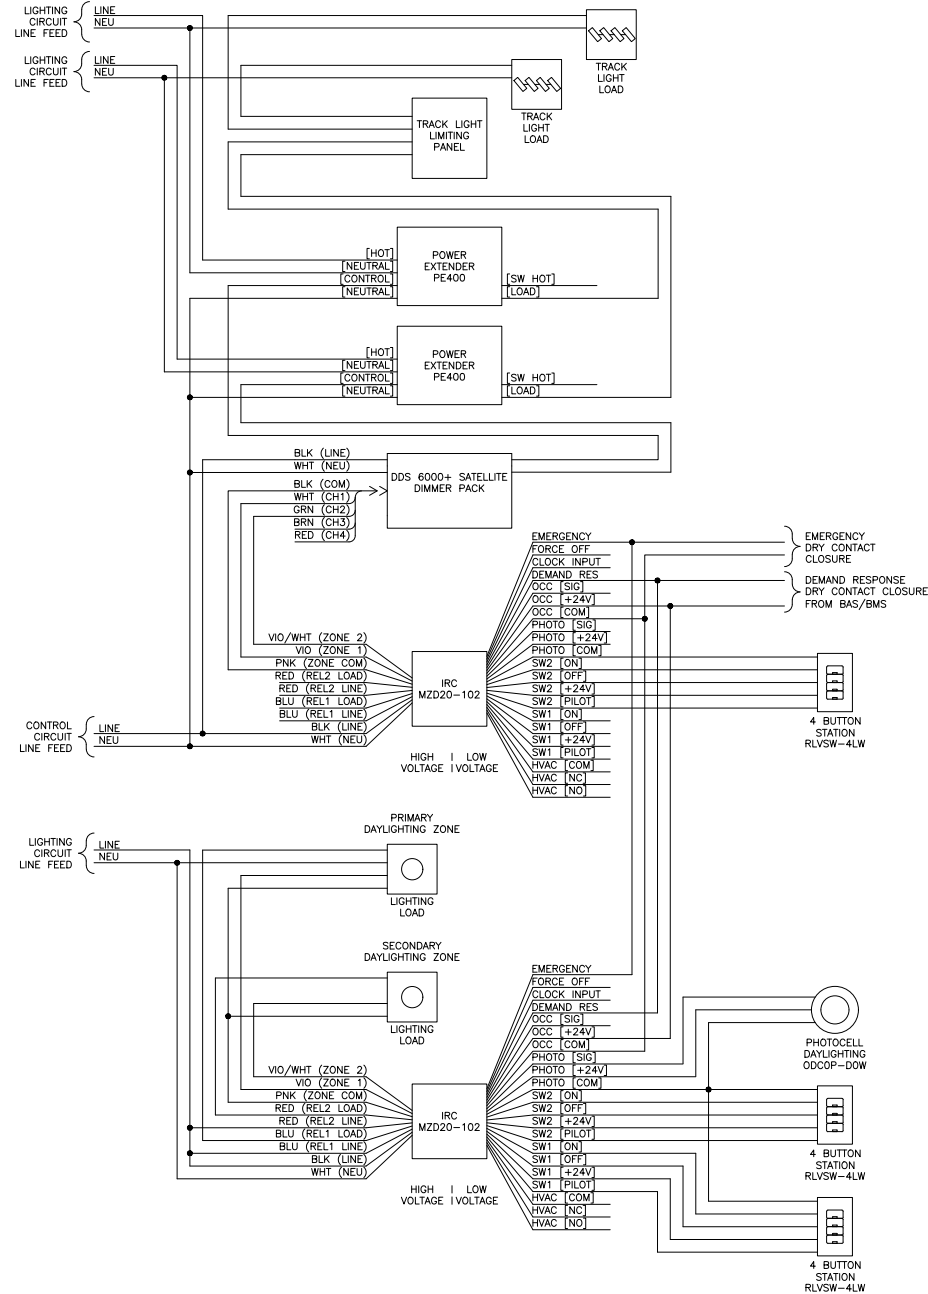 LIGHTING
CIRCUIT
LINE FEED
LINE
NEU
LIGHTING
CIRCUIT
LINE FEED
LINE
NEU
TRACK
LIGHT
LOAD
TRACK
LIGHT
LOAD
TRACK LIGHT
LIMITING
PANEL
[HOT]
[NEUTRAL]
[CONTROL]
[NEUTRAL]
POWER
EXTENDER
PE400
[SW HOT]
[LOAD]
[HOT]
[NEUTRAL]
[CONTROL]
[NEUTRAL]
POWER
EXTENDER
PE400
[SW HOT]
[LOAD]
BLK (LINE)
WHT (NEU)
BLK (COM)
WHT (CH1)
GRN (CH2)
BRN (CH3)
RED (CH4)
DDS 6000+ SATELLITE
DIMMER PACK
EMERGENCY
FORCE OFF
CLOCK INPUT
DEMAND RES
OCC [SIG]
OCC [+24V]
OCC [COM]
PHOTO [SIG]
PHOTO [+24V]
PHOTO [COM]
SW2 [ON]
SW2 [OFF]
SW2 [+24V]
SW2 [PILOT]
SW1 [ON]
SW1 [OFF]
SW1 [+24V]
SW1 [PILOT]
HVAC [COM]
HVAC [NC]
HVAC [NO]
EMERGENCY
DRY CONTACT
CLOSURE
DEMAND RESPONSE
DRY CONTACT CLOSURE
FROM BAS/BMS
VIO/WHT (ZONE 2)
VIO (ZONE 1)
PNK (ZONE COM)
RED (REL2 LOAD)
RED (REL2 LINE)
BLU (REL1 LOAD)
BLU (REL1 LINE)
BLK (LINE)
WHT (NEU)
IRC
MZD20-102
HIGH | LOW
VOLTAGE | VOLTAGE
4 BUTTON
STATION
RLVSW-4LW
CONTROL
CIRCUIT
LINE FEED
LINE
NEU
LIGHTING
CIRCUIT
LINE FEED
LINE
NEU
PRIMARY
DAYLIGHTING ZONE
LIGHTING
LOAD
SECONDARY
DAYLIGHTING ZONE
LIGHTING
LOAD
EMERGENCY
FORCE OFF
CLOCK INPUT
DEMAND RES
OCC [SIG]
OCC [+24V]
OCC [COM]
PHOTO [SIG]
PHOTO [+24V]
PHOTO [COM]
SW2 [ON]
SW2 [OFF]
SW2 [+24V]
SW2 [PILOT]
SW1 [ON]
SW1 [OFF]
SW1 [+24V]
SW1 [PILOT]
HVAC [COM]
HVAC [NC]
HVAC [NO]
VIO/WHT (ZONE 2)
VIO (ZONE 1)
PNK (ZONE COM)
RED (REL2 LOAD)
RED (REL2 LINE)
BLU (REL1 LOAD)
BLU (REL1 LINE)
BLK (LINE)
WHT (NEU)
IRC
MZD20-102
HIGH | LOW
VOLTAGE | VOLTAGE
PHOTOCELL
DAYLIGHTING
ODCOP-D0W
4 BUTTON
STATION
RLVSW-4LW
4 BUTTON
STATION
RLVSW-4LW